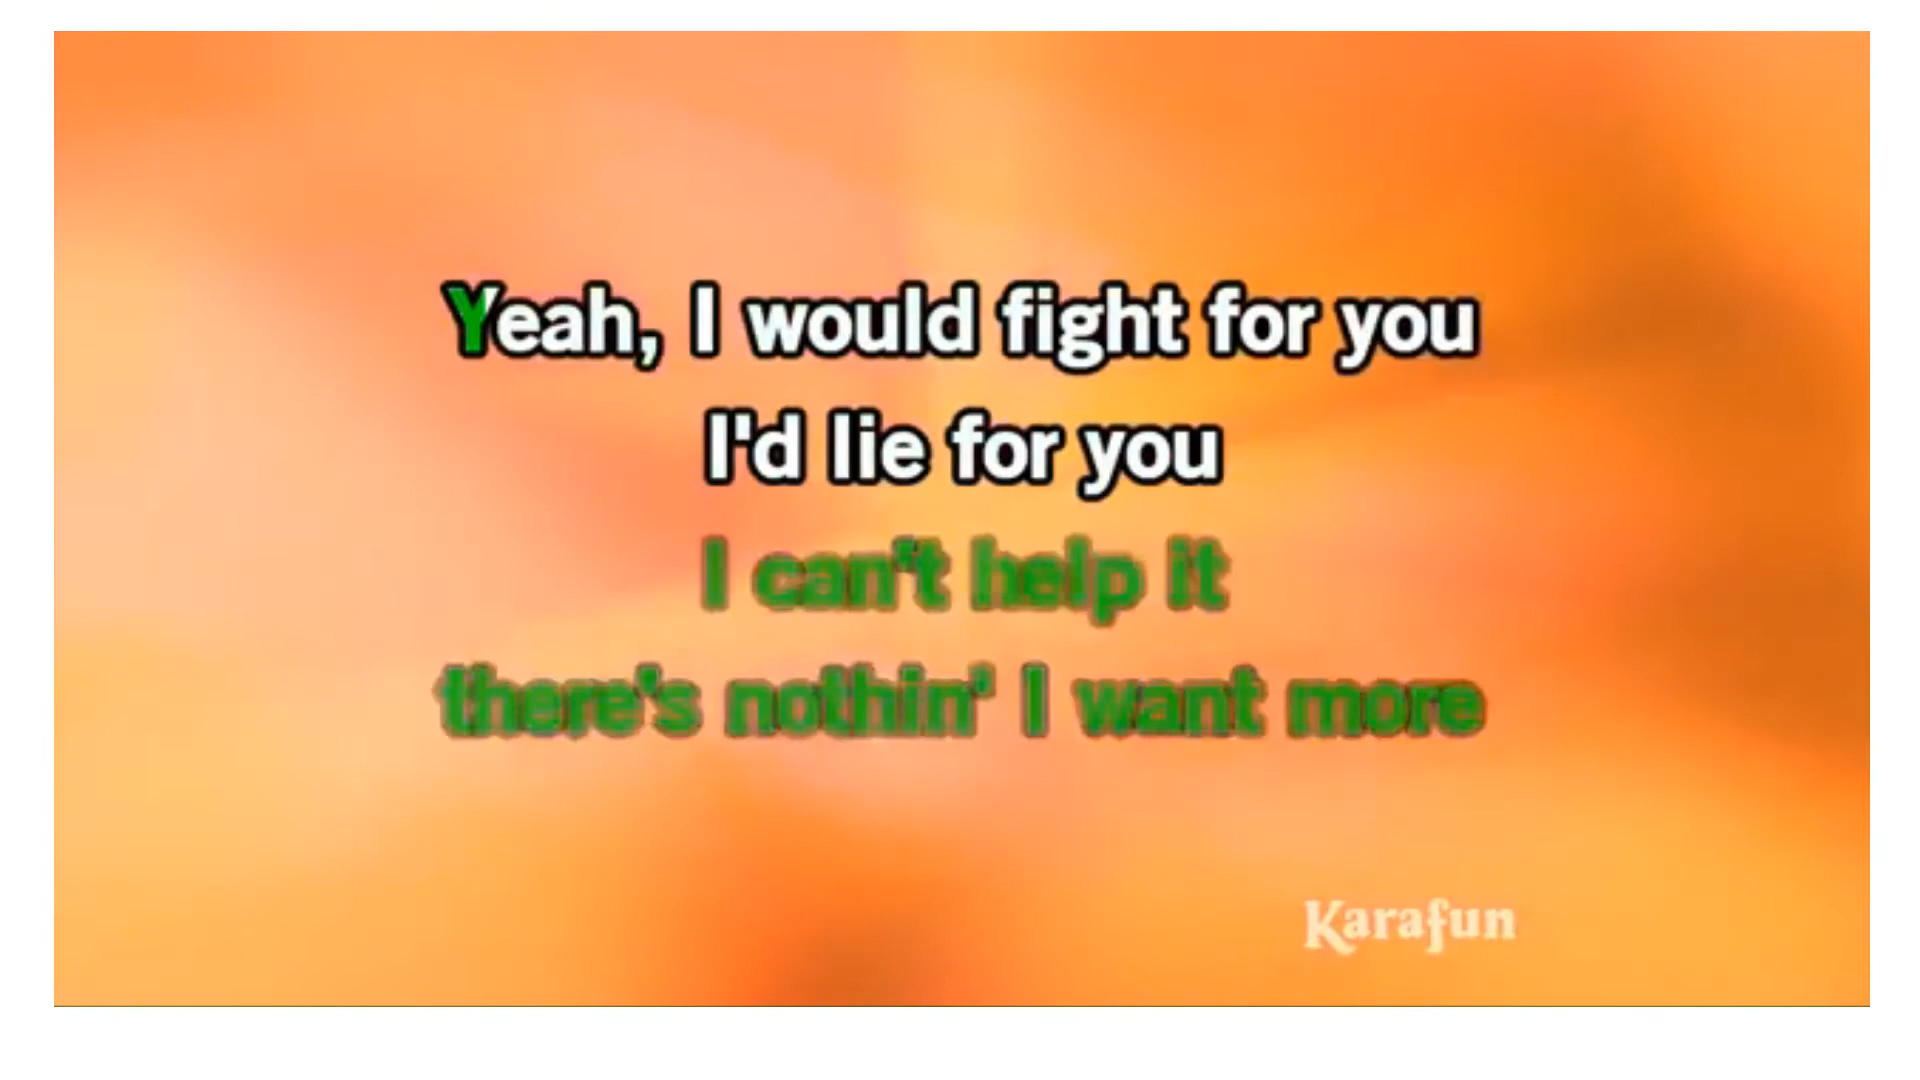 Yeah, I would fight for you
I'd lie for you
I can't help it
there's nothin' I want more
Karafun